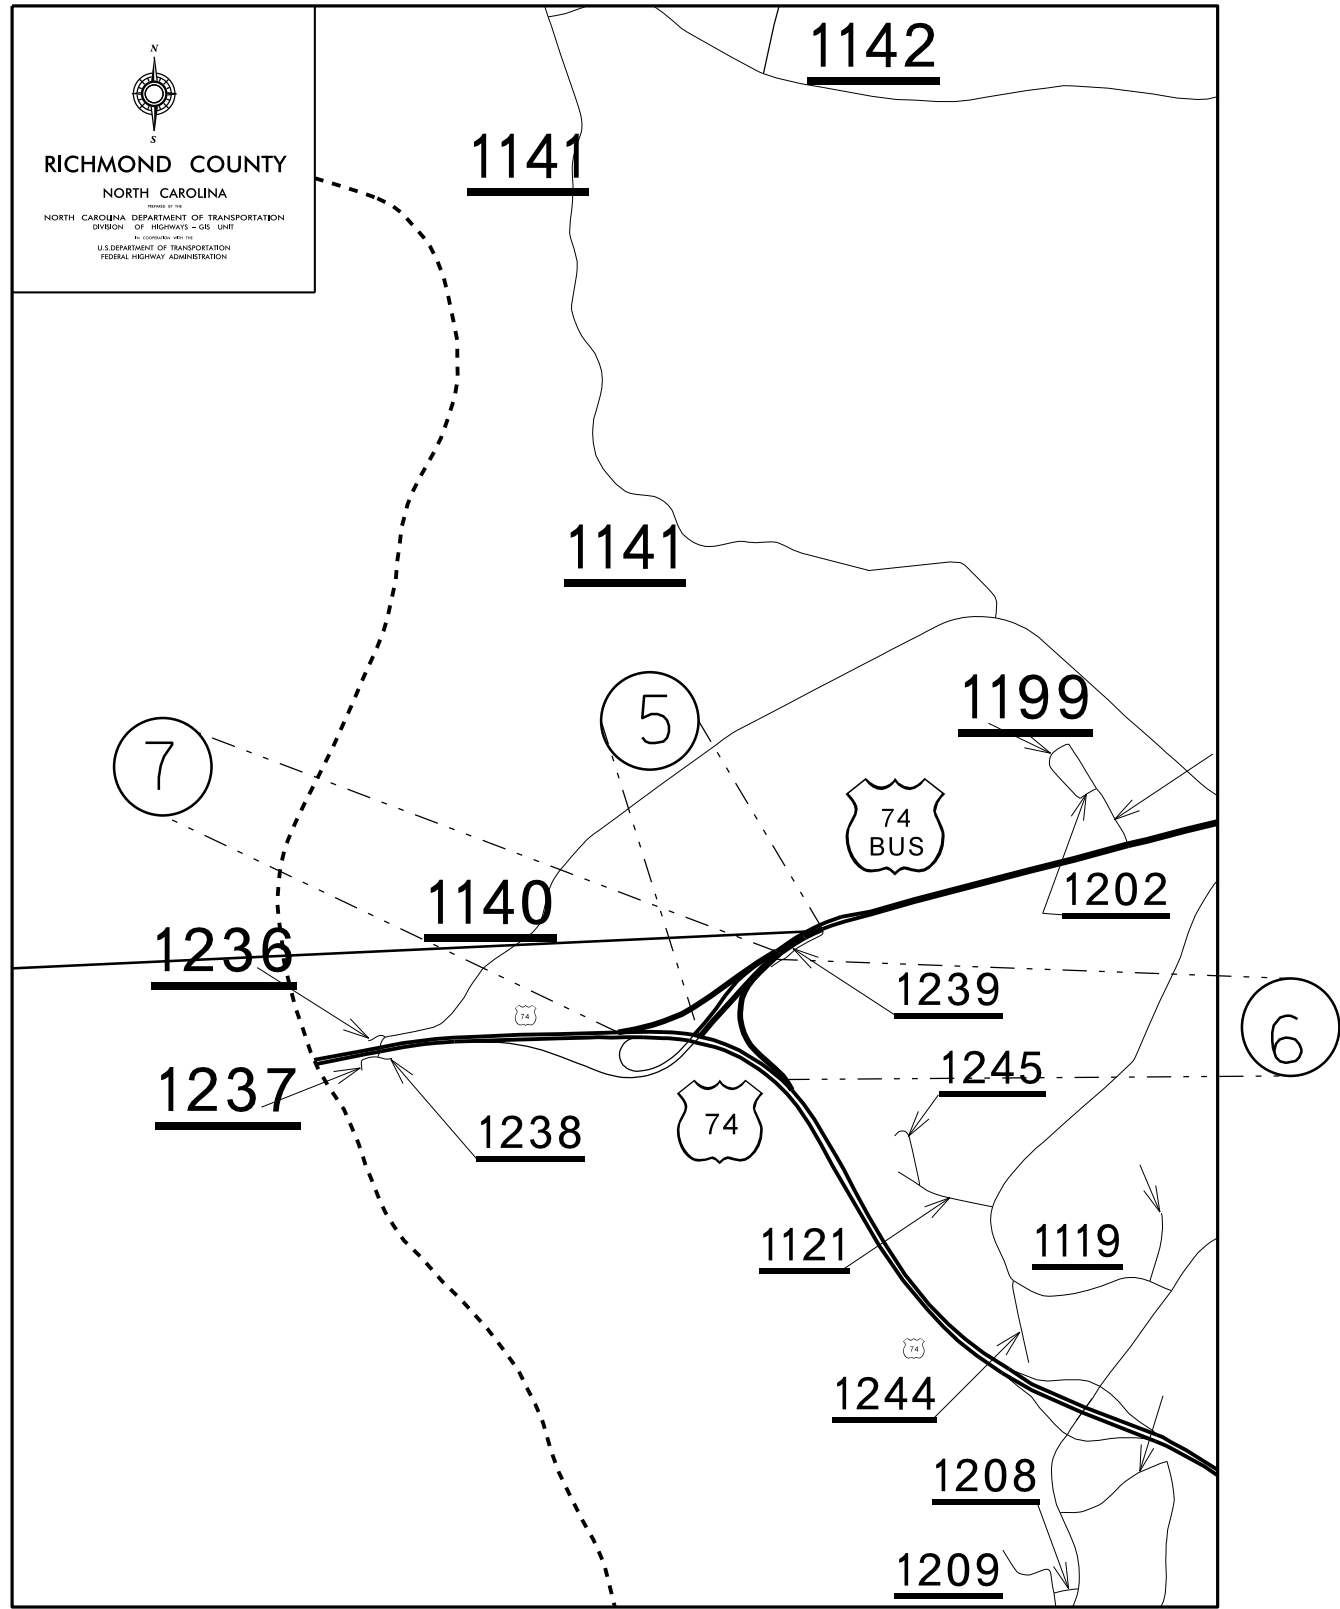 N
S
RICHMOND COUNTY
NORTH CAROLINA
PREPARED BY THE
NORTH CAROLINA DEPARTMENT OF TRANSPORTATION
DIVISION OF HIGHWAYS – GIS UNIT
IN COOPERATION WITH THE
U.S.DEPARTMENT OF TRANSPORTATION
FEDERAL HIGHWAY ADMINISTRATION
1142
1141
1141
1199
5
7
74
BUS
1202
1140
1236
1239
74
6
1245
1237
74
1238
1121
1119
74
1244
1208
1209